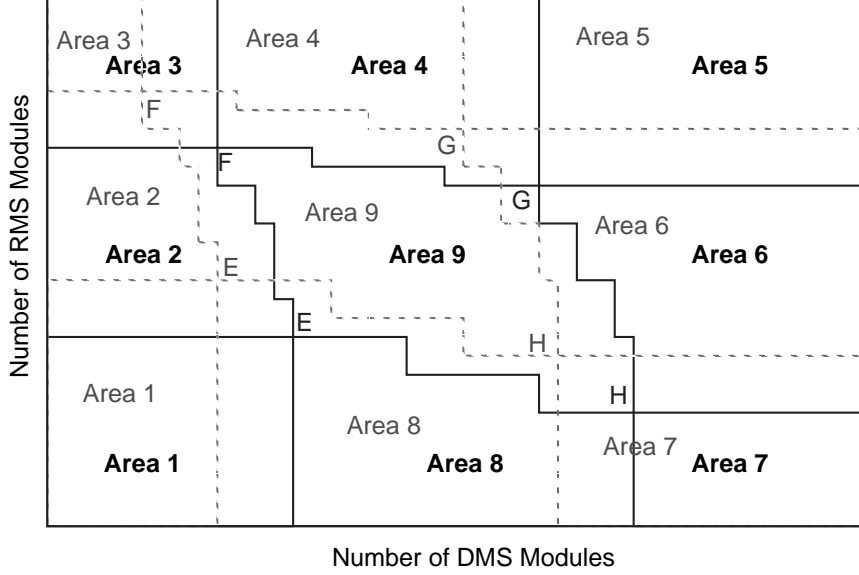 Area 3
Area 4
Area 5
Area 3
Area 4
Area 5
F
G
F
G
Area 2
Area 9
Area 6
Area 2
Area 9
Area 6
E
E
H
H
Area 1
Area 8
Area 7
Area 1
Area 8
Area 7
Number of RMS Modules
Number of DMS Modules